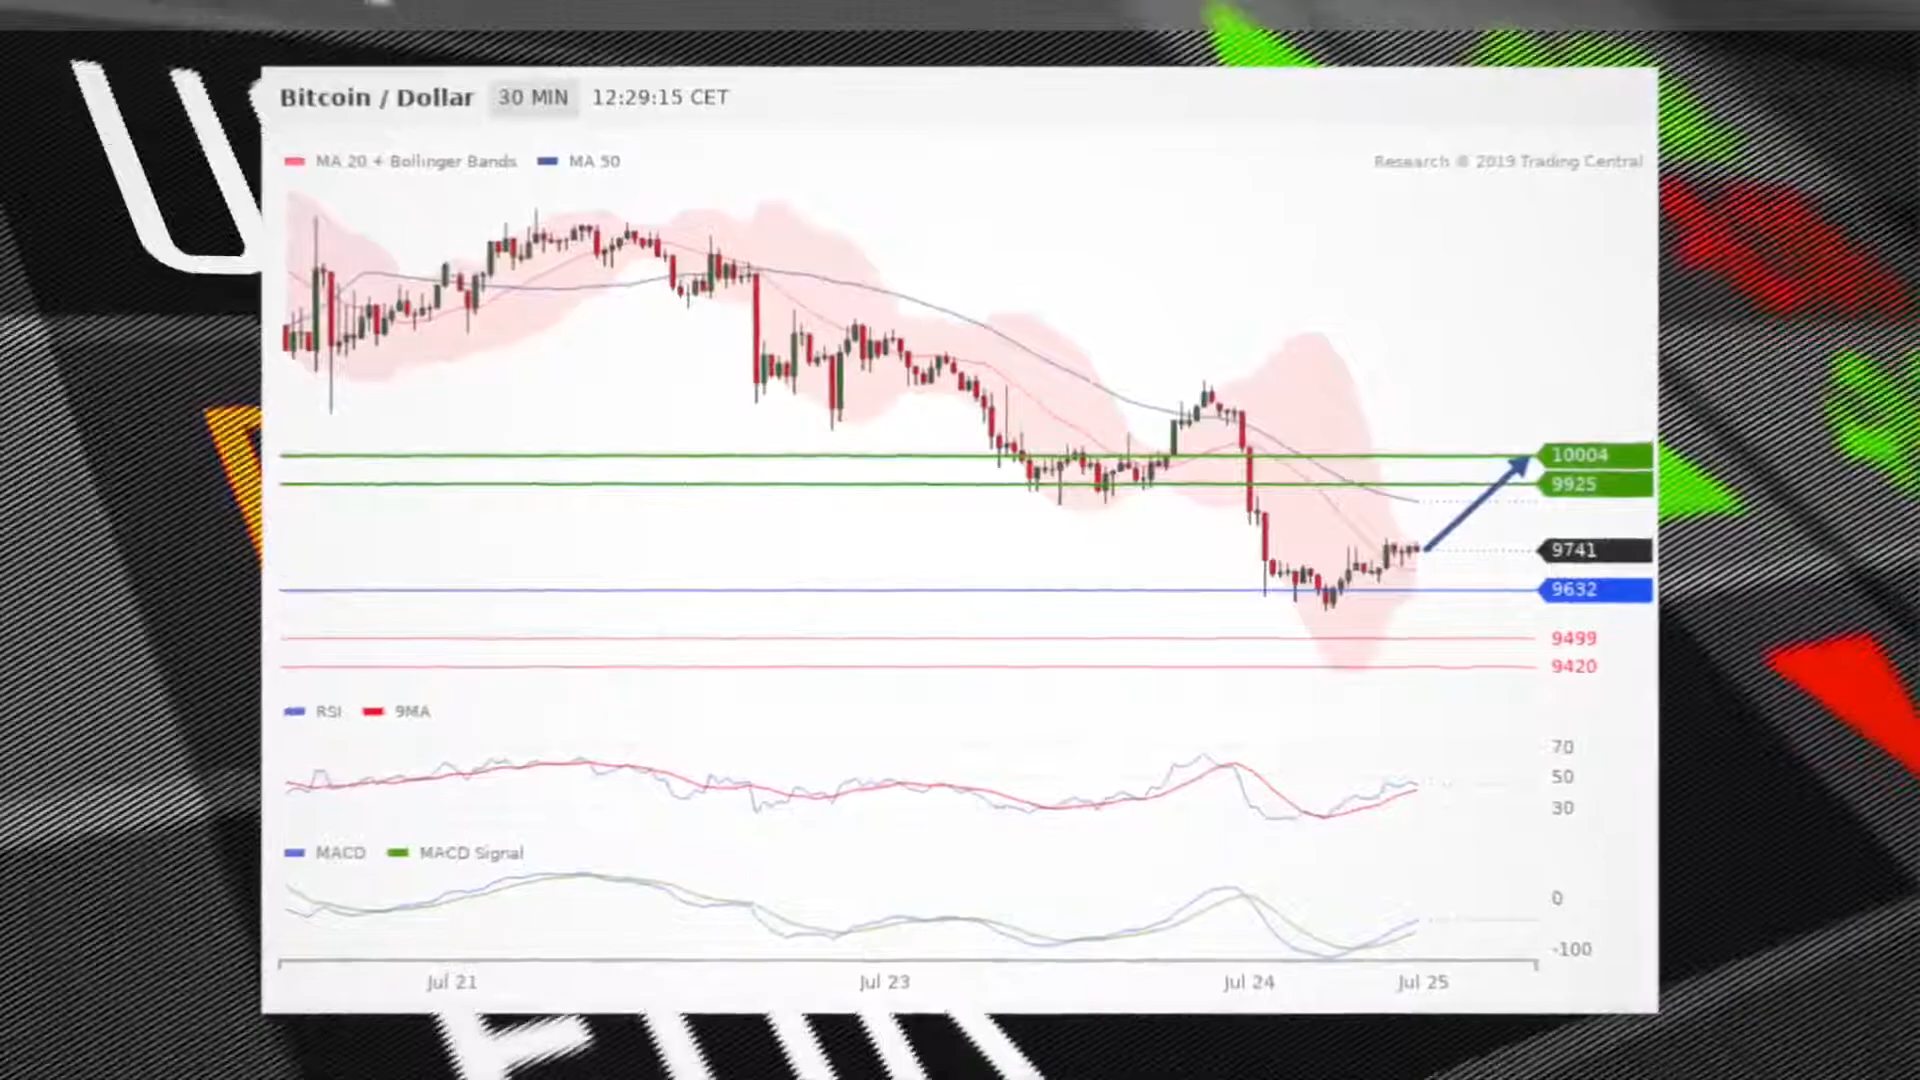 Bitcoin / Dollar 30 MIN 12:29:15 CET
MA 20 + Bollinger Bands MA 50 Research © 2019 Trading Central
10004
9925
9741
9632
9499
9420
RSI 9MA
70
50
30
MACD MACD Signal
0
-100
Jul 21 Jul 23 Jul 24 Jul 25